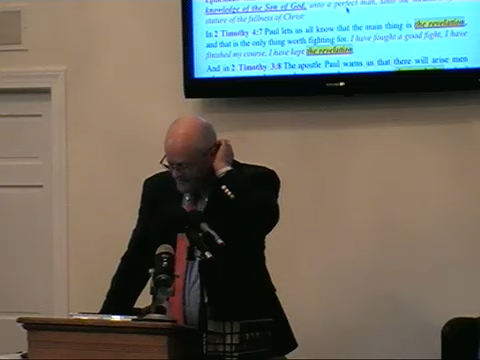 knowledge of the Son of God, unto a perfect man, unto the
stature of the fullness of Christ:
In 2 Timothy 4:7 Paul lets us all know that the main thing is the revelation,
and that is the only thing worth fighting for. I have fought a good fight, I have
finished my course, I have kept the revelation.
And in 2 Timothy 3:8 The apostle Paul warns us that there will arise men